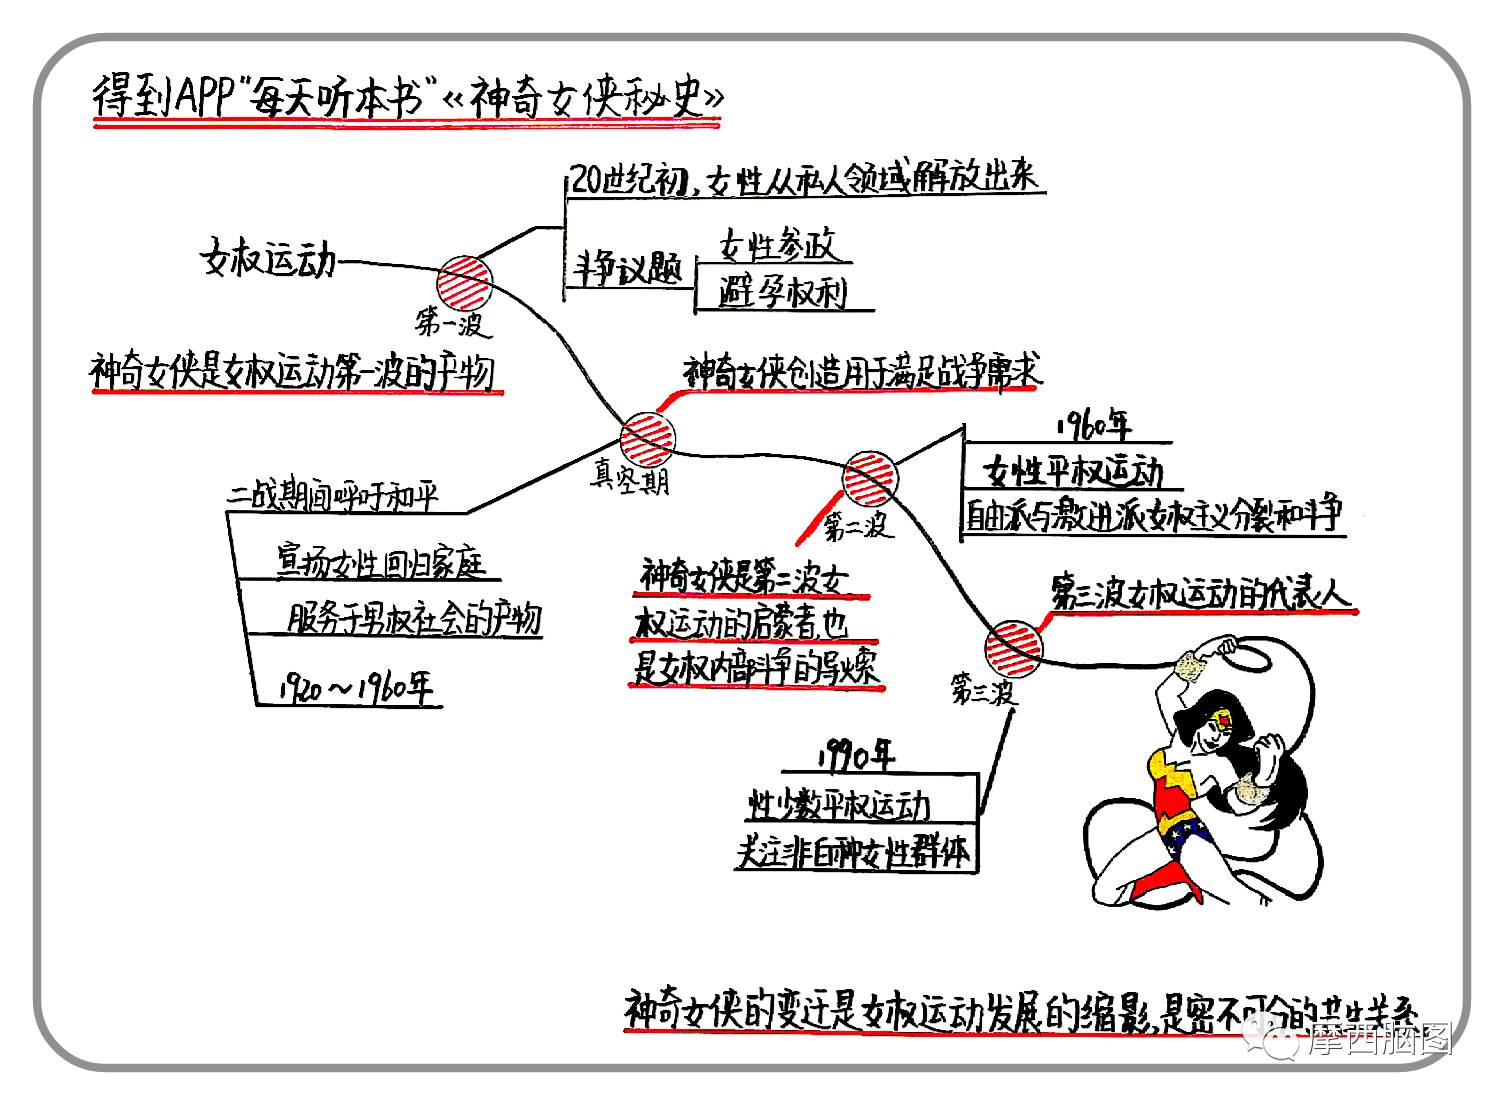 得到APP"每天听本书"《神奇女侠秘史》
20世纪初,女性从私人领域解放出来
女权运动
斗争议题
女性参政
避孕权利
第一波
神奇女侠是女权运动第一波的产物
神奇女侠创造用于满足战争需求
真空期
二战期间呼吁和平
宣扬女性回归家庭
服务于男权社会的产物
1920～1960年
1960年
女性平权运动
自由派与激进派女权主义分裂和斗争
第二波
神奇女侠是第二波女
权运动的启蒙者,也
是女权内部斗争的导火索
第三波女权运动的代表人
第三波
1990年
性少数平权运动
关注非白种女性群体
神奇女侠的变迁是女权运动发展的缩影,是密不可分的共生关系
摩西脑图